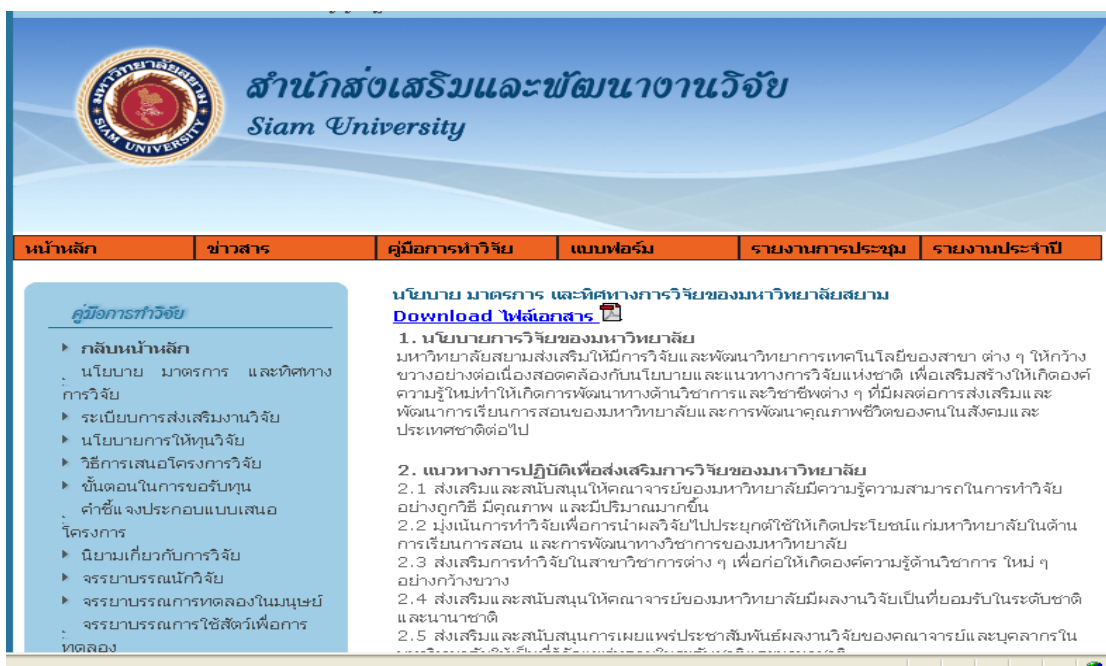 มหาวิทยาลัยสยาม
SIAM UNIVERSITY
สำนักส่งเสริมและพัฒนางานวิจัย
Siam University
หน้าหลัก ข่าวสาร คู่มือการทำวิจัย แบบฟอร์ม รายงานการประชุม รายงานประจำปี
คู่มือการทำวิจัย
กลับหน้าหลัก
นโยบาย มาตรการ และทิศทาง
การวิจัย
ระเบียบการส่งเสริมงานวิจัย
นโยบายการให้ทุนวิจัย
วิธีการเสนอโครงการวิจัย
ขั้นตอนในการขอรับทุน
คำชี้แจงประกอบแบบเสนอ
โครงการ
นิยามเกี่ยวกับการวิจัย
จรรยาบรรณนักวิจัย
จรรยาบรรณการทดลองในมนุษย์
จรรยาบรรณการใช้สัตว์เพื่อการ
ทดลอง
นโยบาย มาตรการ และทิศทางการวิจัยของมหาวิทยาลัยสยาม
Download ไฟล์เอกสาร
1. นโยบายการวิจัยของมหาวิทยาลัย
มหาวิทยาลัยสยามส่งเสริมให้มีการวิจัยและพัฒนาวิทยาการเทคโนโลยีของสาขา ต่าง ๆ ให้กว้าง
ขวางอย่างต่อเนื่องสอดคล้องกับนโยบายและแนวทางการวิจัยแห่งชาติ เพื่อเสริมสร้างให้เกิดองค์
ความรู้ใหม่ทำให้เกิดการพัฒนาทางด้านวิชาการและวิชาชีพต่าง ๆ ที่มีผลต่อการส่งเสริมและ
พัฒนาการเรียนการสอนของมหาวิทยาลัยและการพัฒนาคุณภาพชีวิตของคนในสังคมและ
ประเทศชาติต่อไป
2. แนวทางการปฏิบัติเพื่อส่งเสริมการวิจัยของมหาวิทยาลัย
2.1 ส่งเสริมและสนับสนุนให้คณาจารย์ของมหาวิทยาลัยมีความรู้ความสามารถในการทำวิจัย
อย่างถูกวิธี มีคุณภาพ และมีปริมาณมากขึ้น
2.2 มุ่งเน้นการทำวิจัยเพื่อการนำผลวิจัยไปประยุกต์ใช้ให้เกิดประโยชน์แก่มหาวิทยาลัยในด้าน
การเรียนการสอน และการพัฒนาทางวิชาการของมหาวิทยาลัย
2.3 ส่งเสริมการทำวิจัยในสาขาวิชาการต่าง ๆ เพื่อก่อให้เกิดองค์ความรู้ด้านวิชาการ ใหม่ ๆ
อย่างกว้างขวาง
2.4 ส่งเสริมและสนับสนุนให้คณาจารย์ของมหาวิทยาลัยมีผลงานวิจัยเป็นที่ยอมรับในระดับชาติ
และนานาชาติ
2.5 ส่งเสริมและสนับสนุนการเผยแพร่ประชาสัมพันธ์ผลงานวิจัยของคณาจารย์และบุคลากรใน